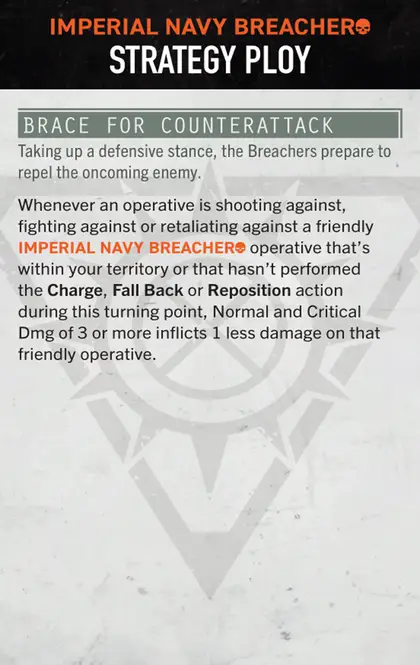 IMPERIAL NAVY BREACHER
STRATEGY PLOY
BRACE FOR COUNTERATTACK
Taking up a defensive stance, the Breachers prepare to
repel the oncoming enemy.
Whenever an operative is shooting against,
fighting against or retaliating against a friendly
IMPERIAL NAVY BREACHER operative that's
within your territory or that hasn't performed
the Charge, Fall Back or Reposition action
during this turning point, Normal and Critical
Dmg of 3 or more inflicts 1 less damage on that
friendly operative.